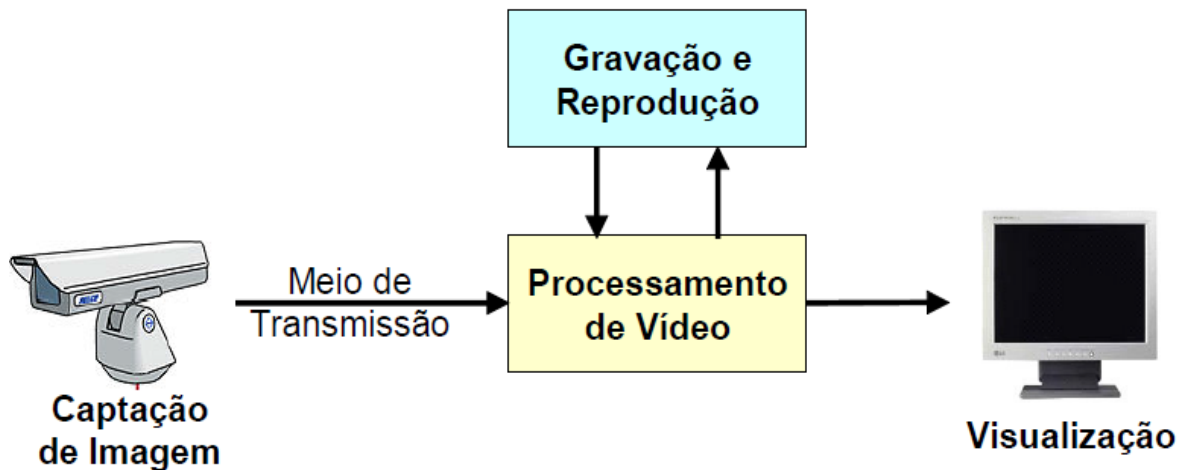 Gravação e
Reprodução
Meio de
Transmissão
Processamento
de Vídeo
Captação
de Imagem
Visualização